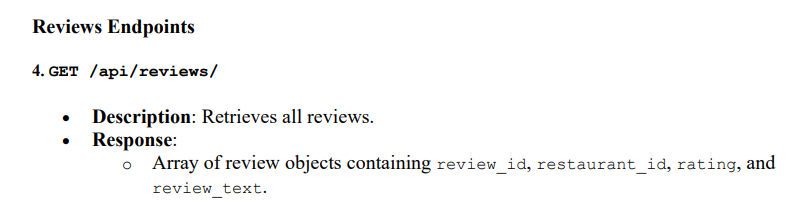 Reviews Endpoints
4. GET /api/reviews/
• Description: Retrieves all reviews.
• Response:
o Array of review objects containing review_id, restaurant_id, rating, and
review_text.